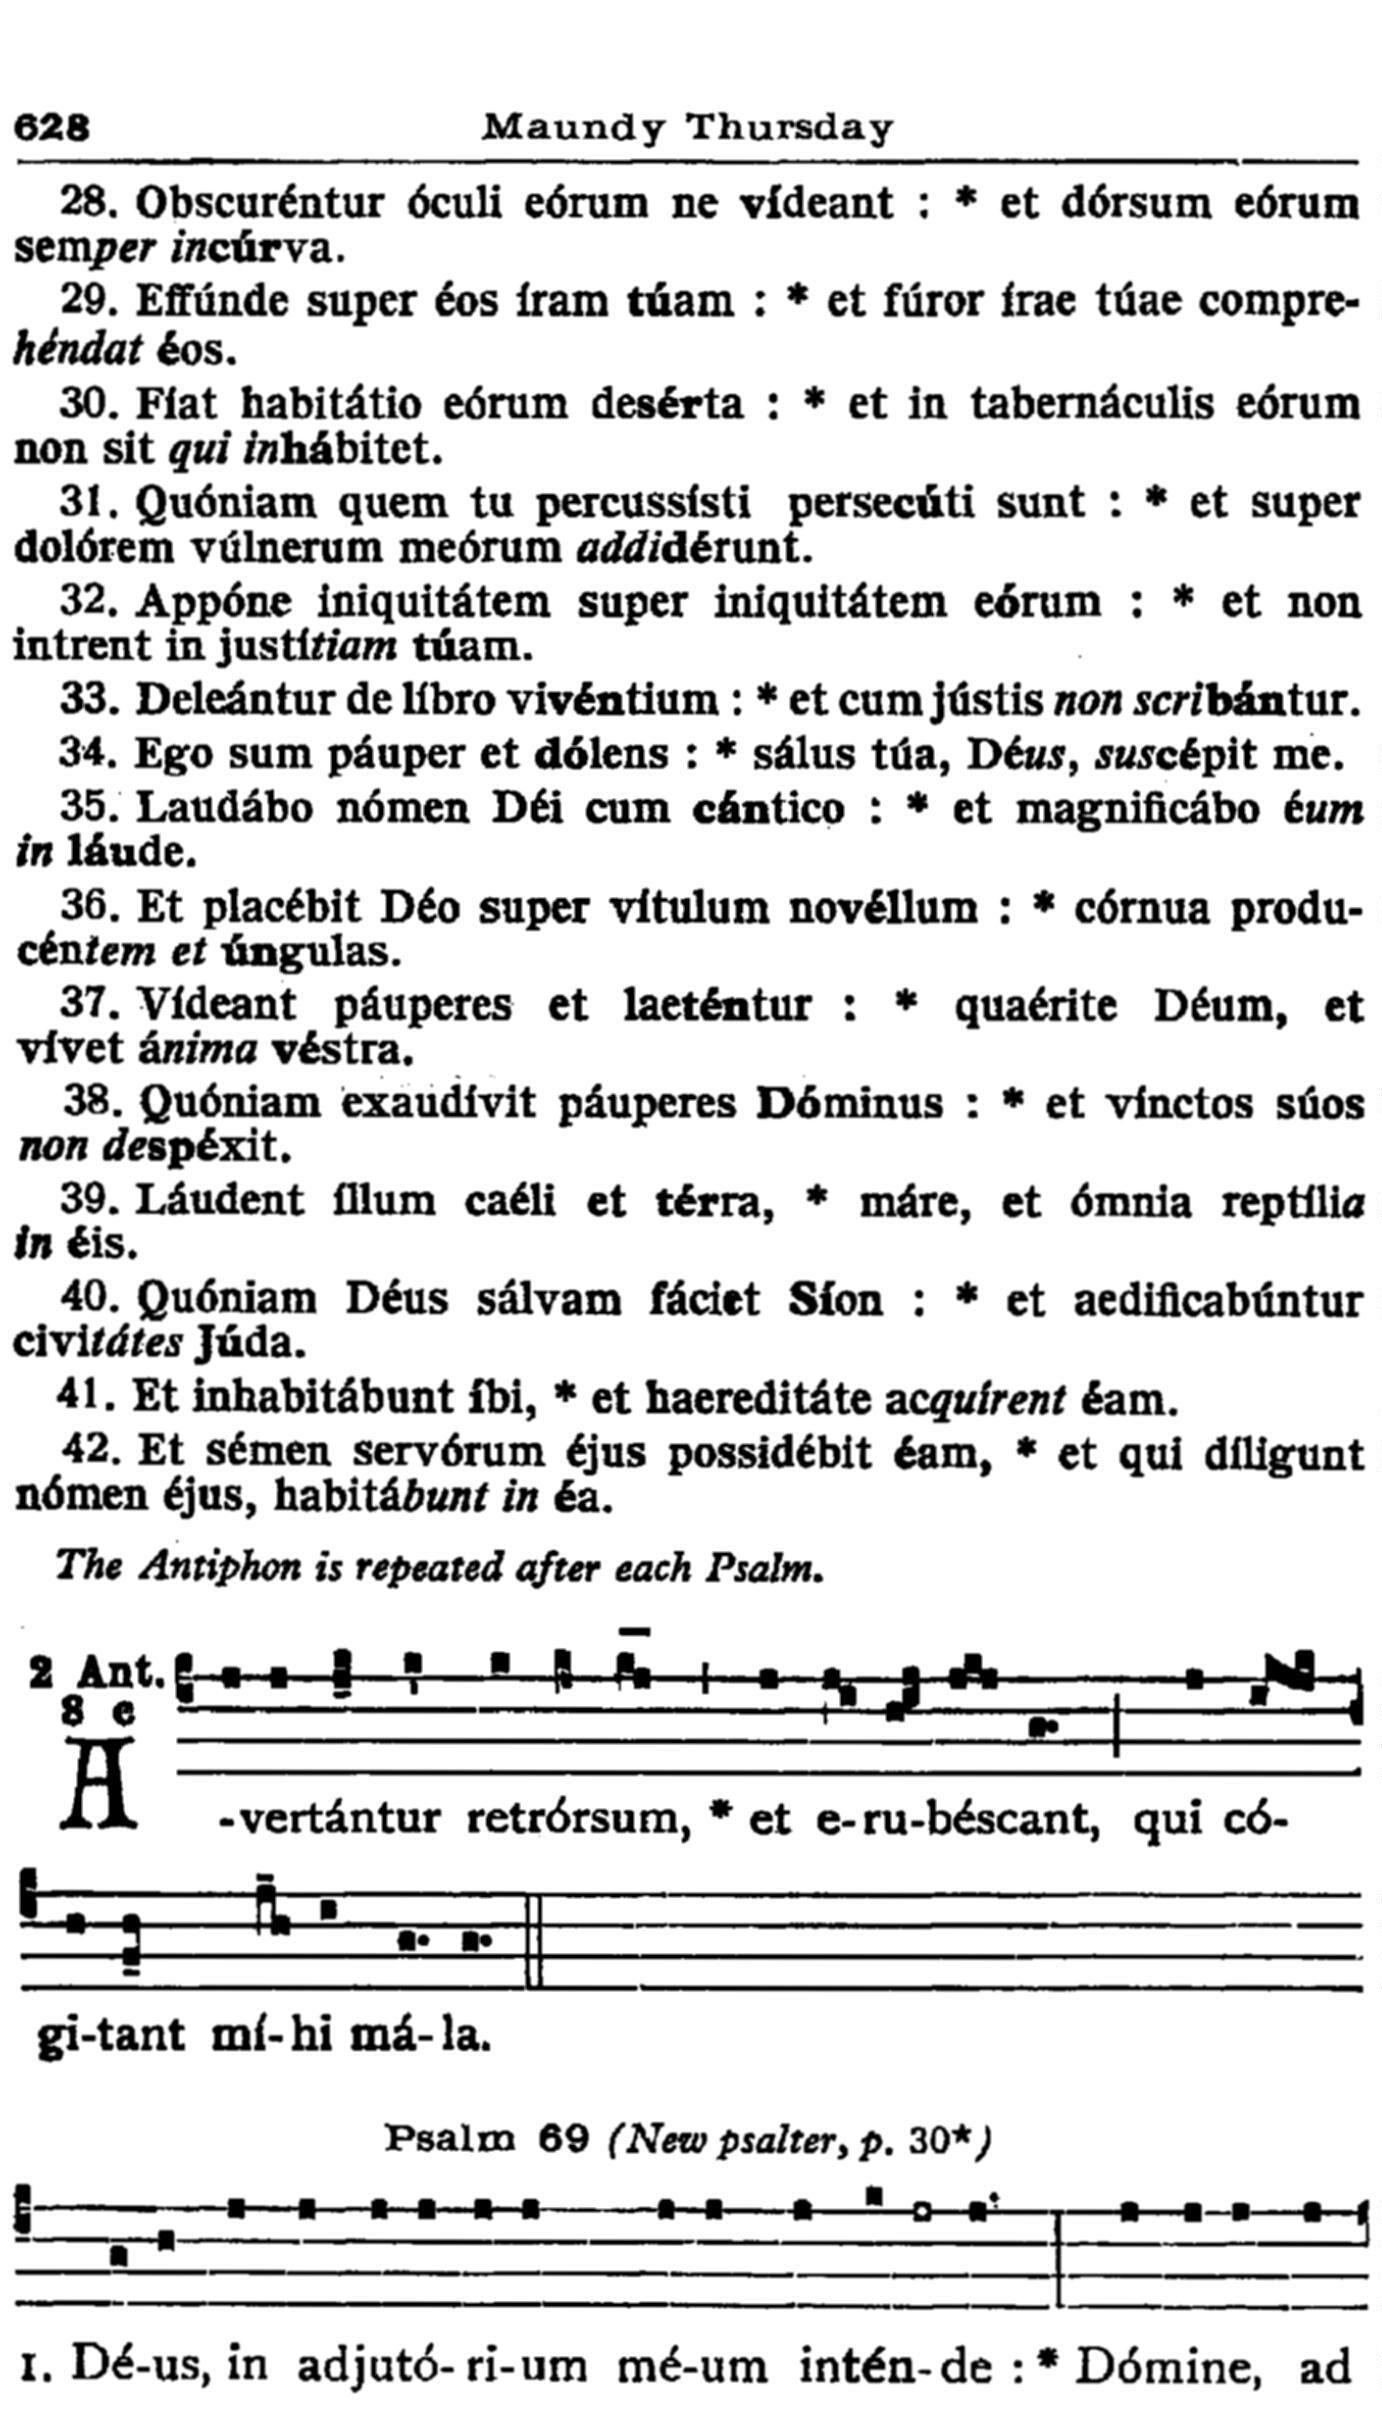 628 Maundy Thursday
28. Obscuréntur óculi eórum ne vídeant : * et dórsum eórum
semper incúrva.
29. Effúnde super éos íram túam : * et fúror írae túae compre-
héndat éos.
30. Fíat habitátio eórum desérta : * et in tabernáculis eórum
non sit qui inhábitet.
31. Quóniam quem tu percussísti persecúti sunt : * et super
dolórem vúlnerum meórum addidérunt.
32. Appóne iniquitátem super iniquitátem eórum : * et non
intrent in justítiam túam.
33. Deleántur de líbro vivéntium : * et cum jústis non scribántur.
34. Ego sum páuper et dólens : * sálus túa, Déus, suscépit me.
35. Laudábo nómen Déi cum cántico : * et magnificábo éum
in láude.
36. Et placébit Déo super vítulum novéllum : * córnua produ-
céntem et úngulas.
37. Vídeant páuperes et laeténtur : * quaérite Déum, et
vívet ánima véstra.
38. Quóniam exaudívit páuperes Dóminus : * et vínctos súos
non despéxit.
39. Láudent íllum caéli et térra, * máre, et ómnia reptília
in éis.
40. Quóniam Déus sálvam fáciet Síon : * et aedificabúntur
civitátes Júda.
41. Et inhabitábunt íbi, * et haereditáte acquírent éam.
42. Et sémen servórum éjus possidébit éam, * et qui díligunt
nómen éjus, habitábunt in éa.
The Antiphon is repeated after each Psalm.
2 Ant.
8 c
A-vertántur retrórsum, * et e-ru-béscant, qui có-
gi-tant mí-hi má-la.
Psalm 69 (New psalter, p. 30*)
1. Dé-us, in adjutó-ri-um mé-um intén-de : * Dómine, ad